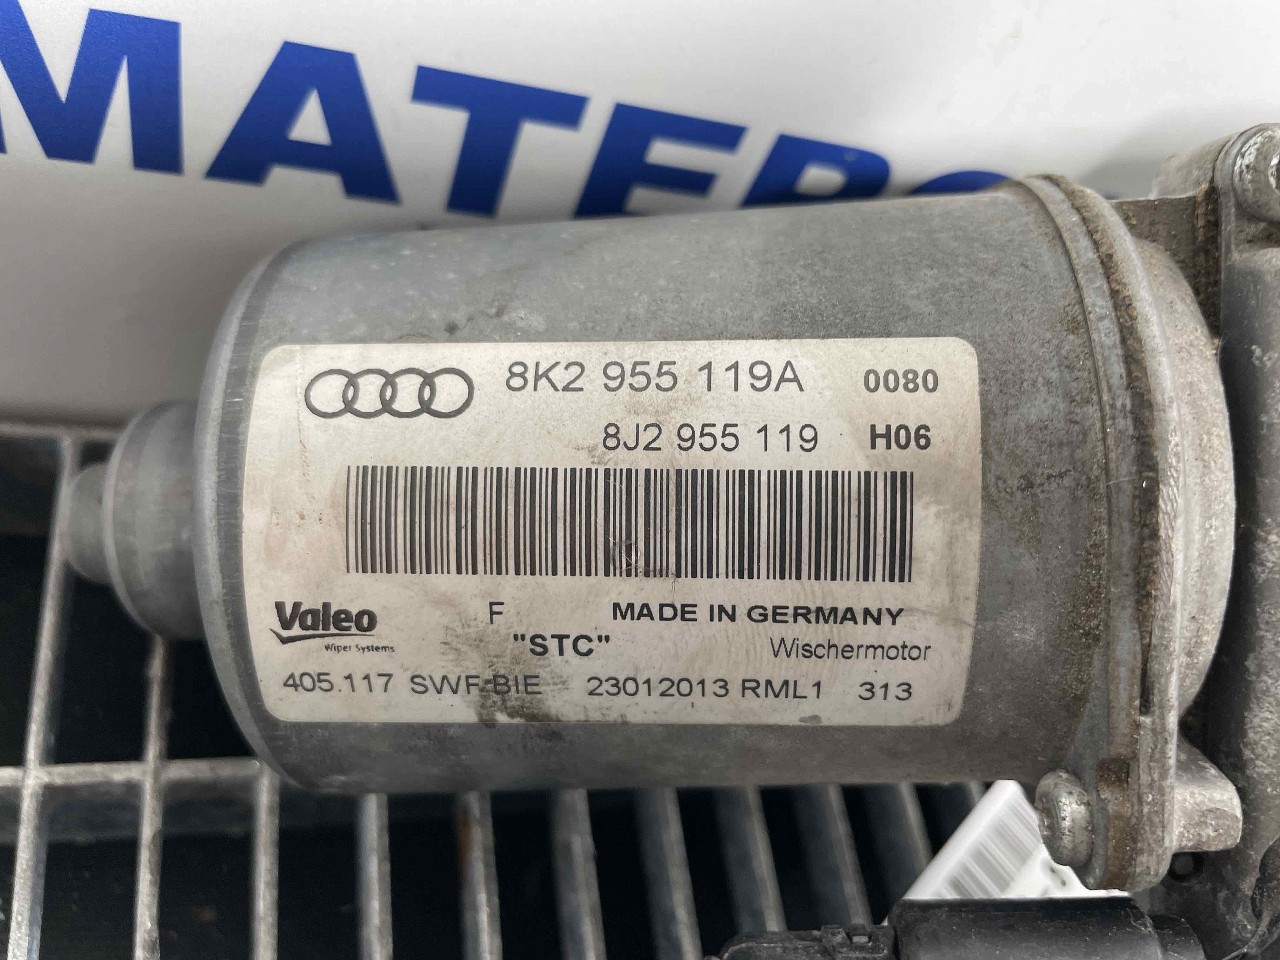 MATERO
8K2 955 119A 0080
8J2 955 119 H06
Valeo F MADE IN GERMANY
Wiper Systems "STC" Wischermotor
405.117 SWF-BIE 23012013 RML1 313